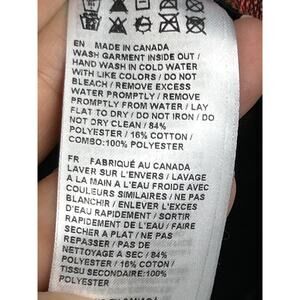 EN MADE IN CANADA
WASH GARMENT INSIDE OUT /
HAND WASH IN COLD WATER
WITH LIKE COLORS / DO NOT
BLEACH / REMOVE EXCESS
WATER PROMPTLY / REMOVE
PROMPTLY FROM WATER / LAY
FLAT TO DRY / DO NOT IRON / DO
NOT DRY CLEAN / 84%
POLYESTER / 16% COTTON /
COMBO:100% POLYESTER
FR FABRIQUÉ AU CANADA
LAVER SUR L'ENVERS / LAVAGE
A LA MAIN A L'EAU FROIDE AVEC
COULEURS SIMILAIRES / NE PAS
BLANCHIR / ENLEVER L'EXCES
D'EAU RAPIDEMENT / SORTIR
RAPIDEMENT DE L'EAU / FAIRE
SECHER A PLAT / NE PAS
REPASSER / PAS DE
NETTOYAGE A SEC / 84%
POLYESTER / 16% COTON /
TISSU SECONDAIRE:100%
POLYESTER